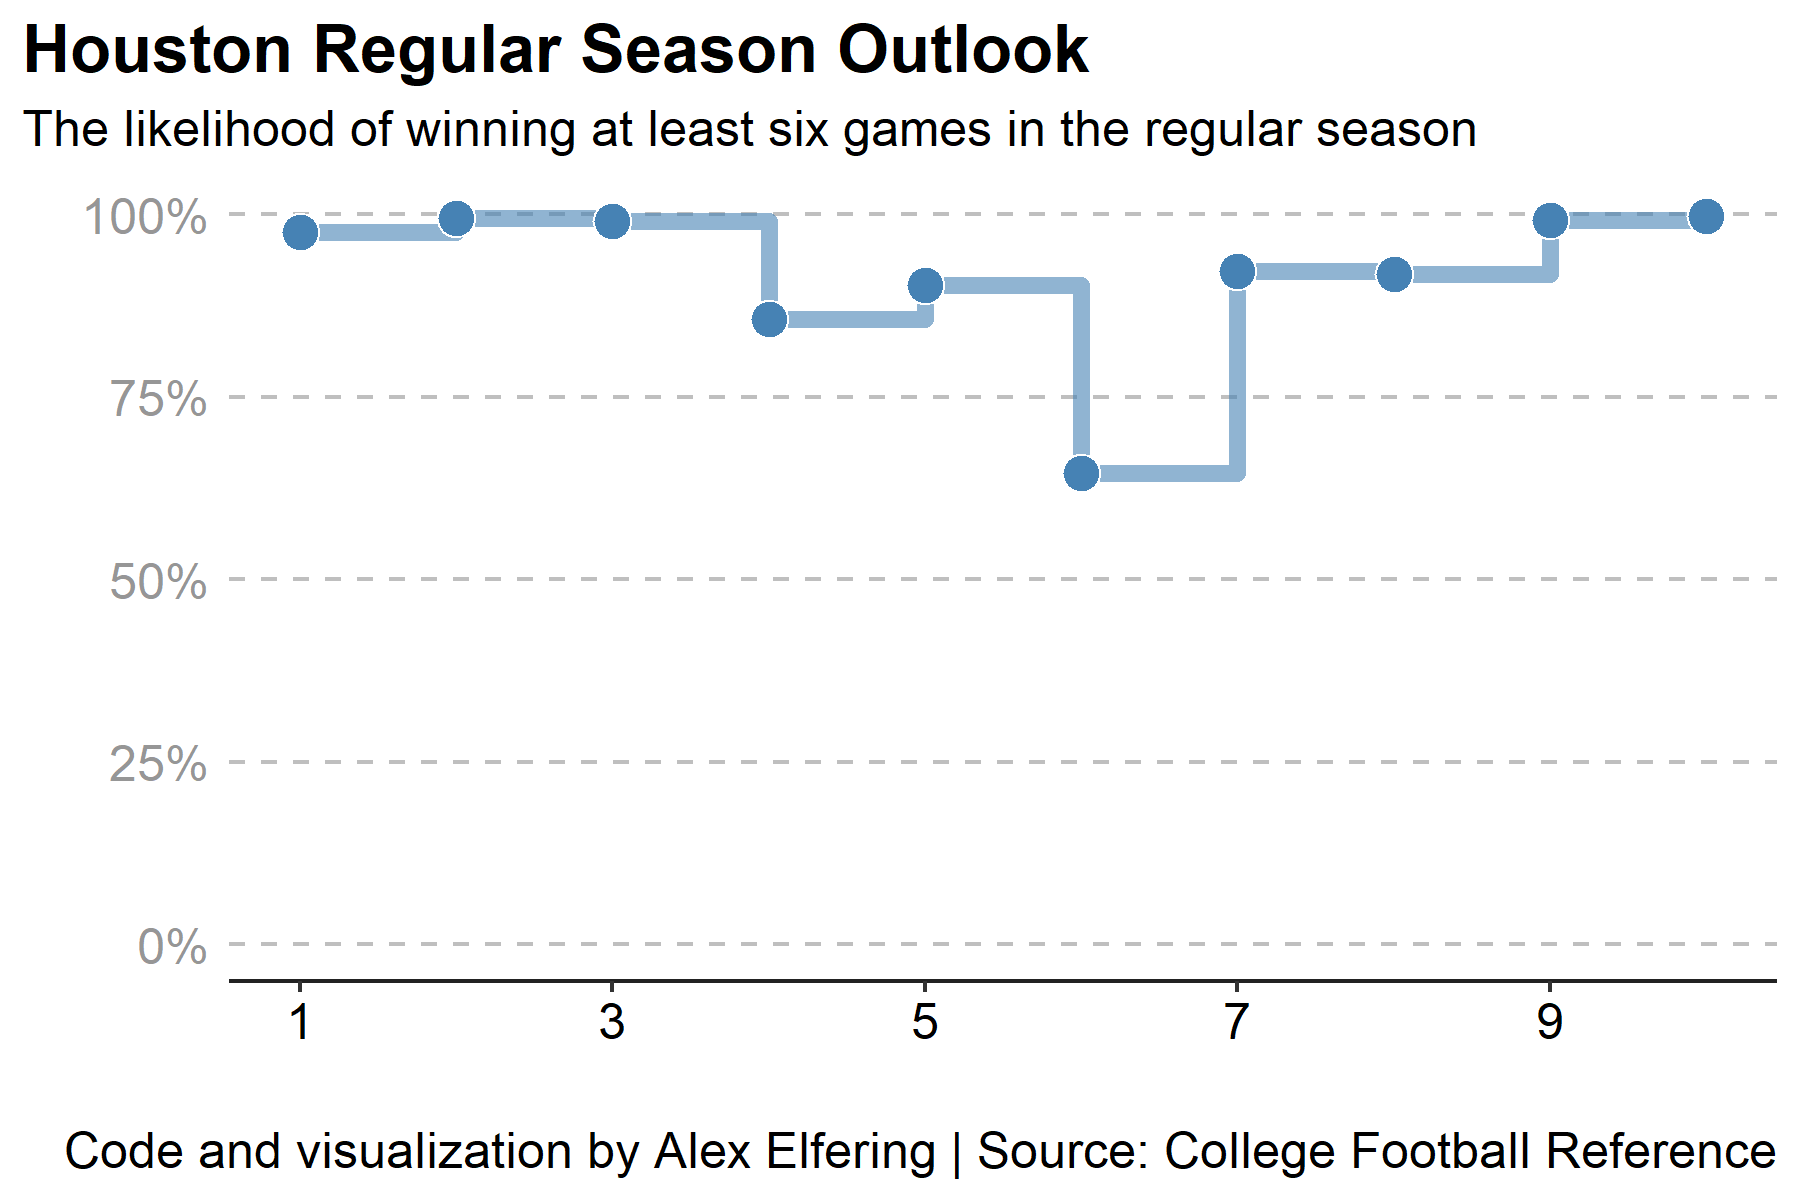 Houston Regular Season Outlook
The likelihood of winning at least six games in the regular season
100%
75%
50%
25%
0%
1 3 5 7 9
Code and visualization by Alex Elfering | Source: College Football Reference